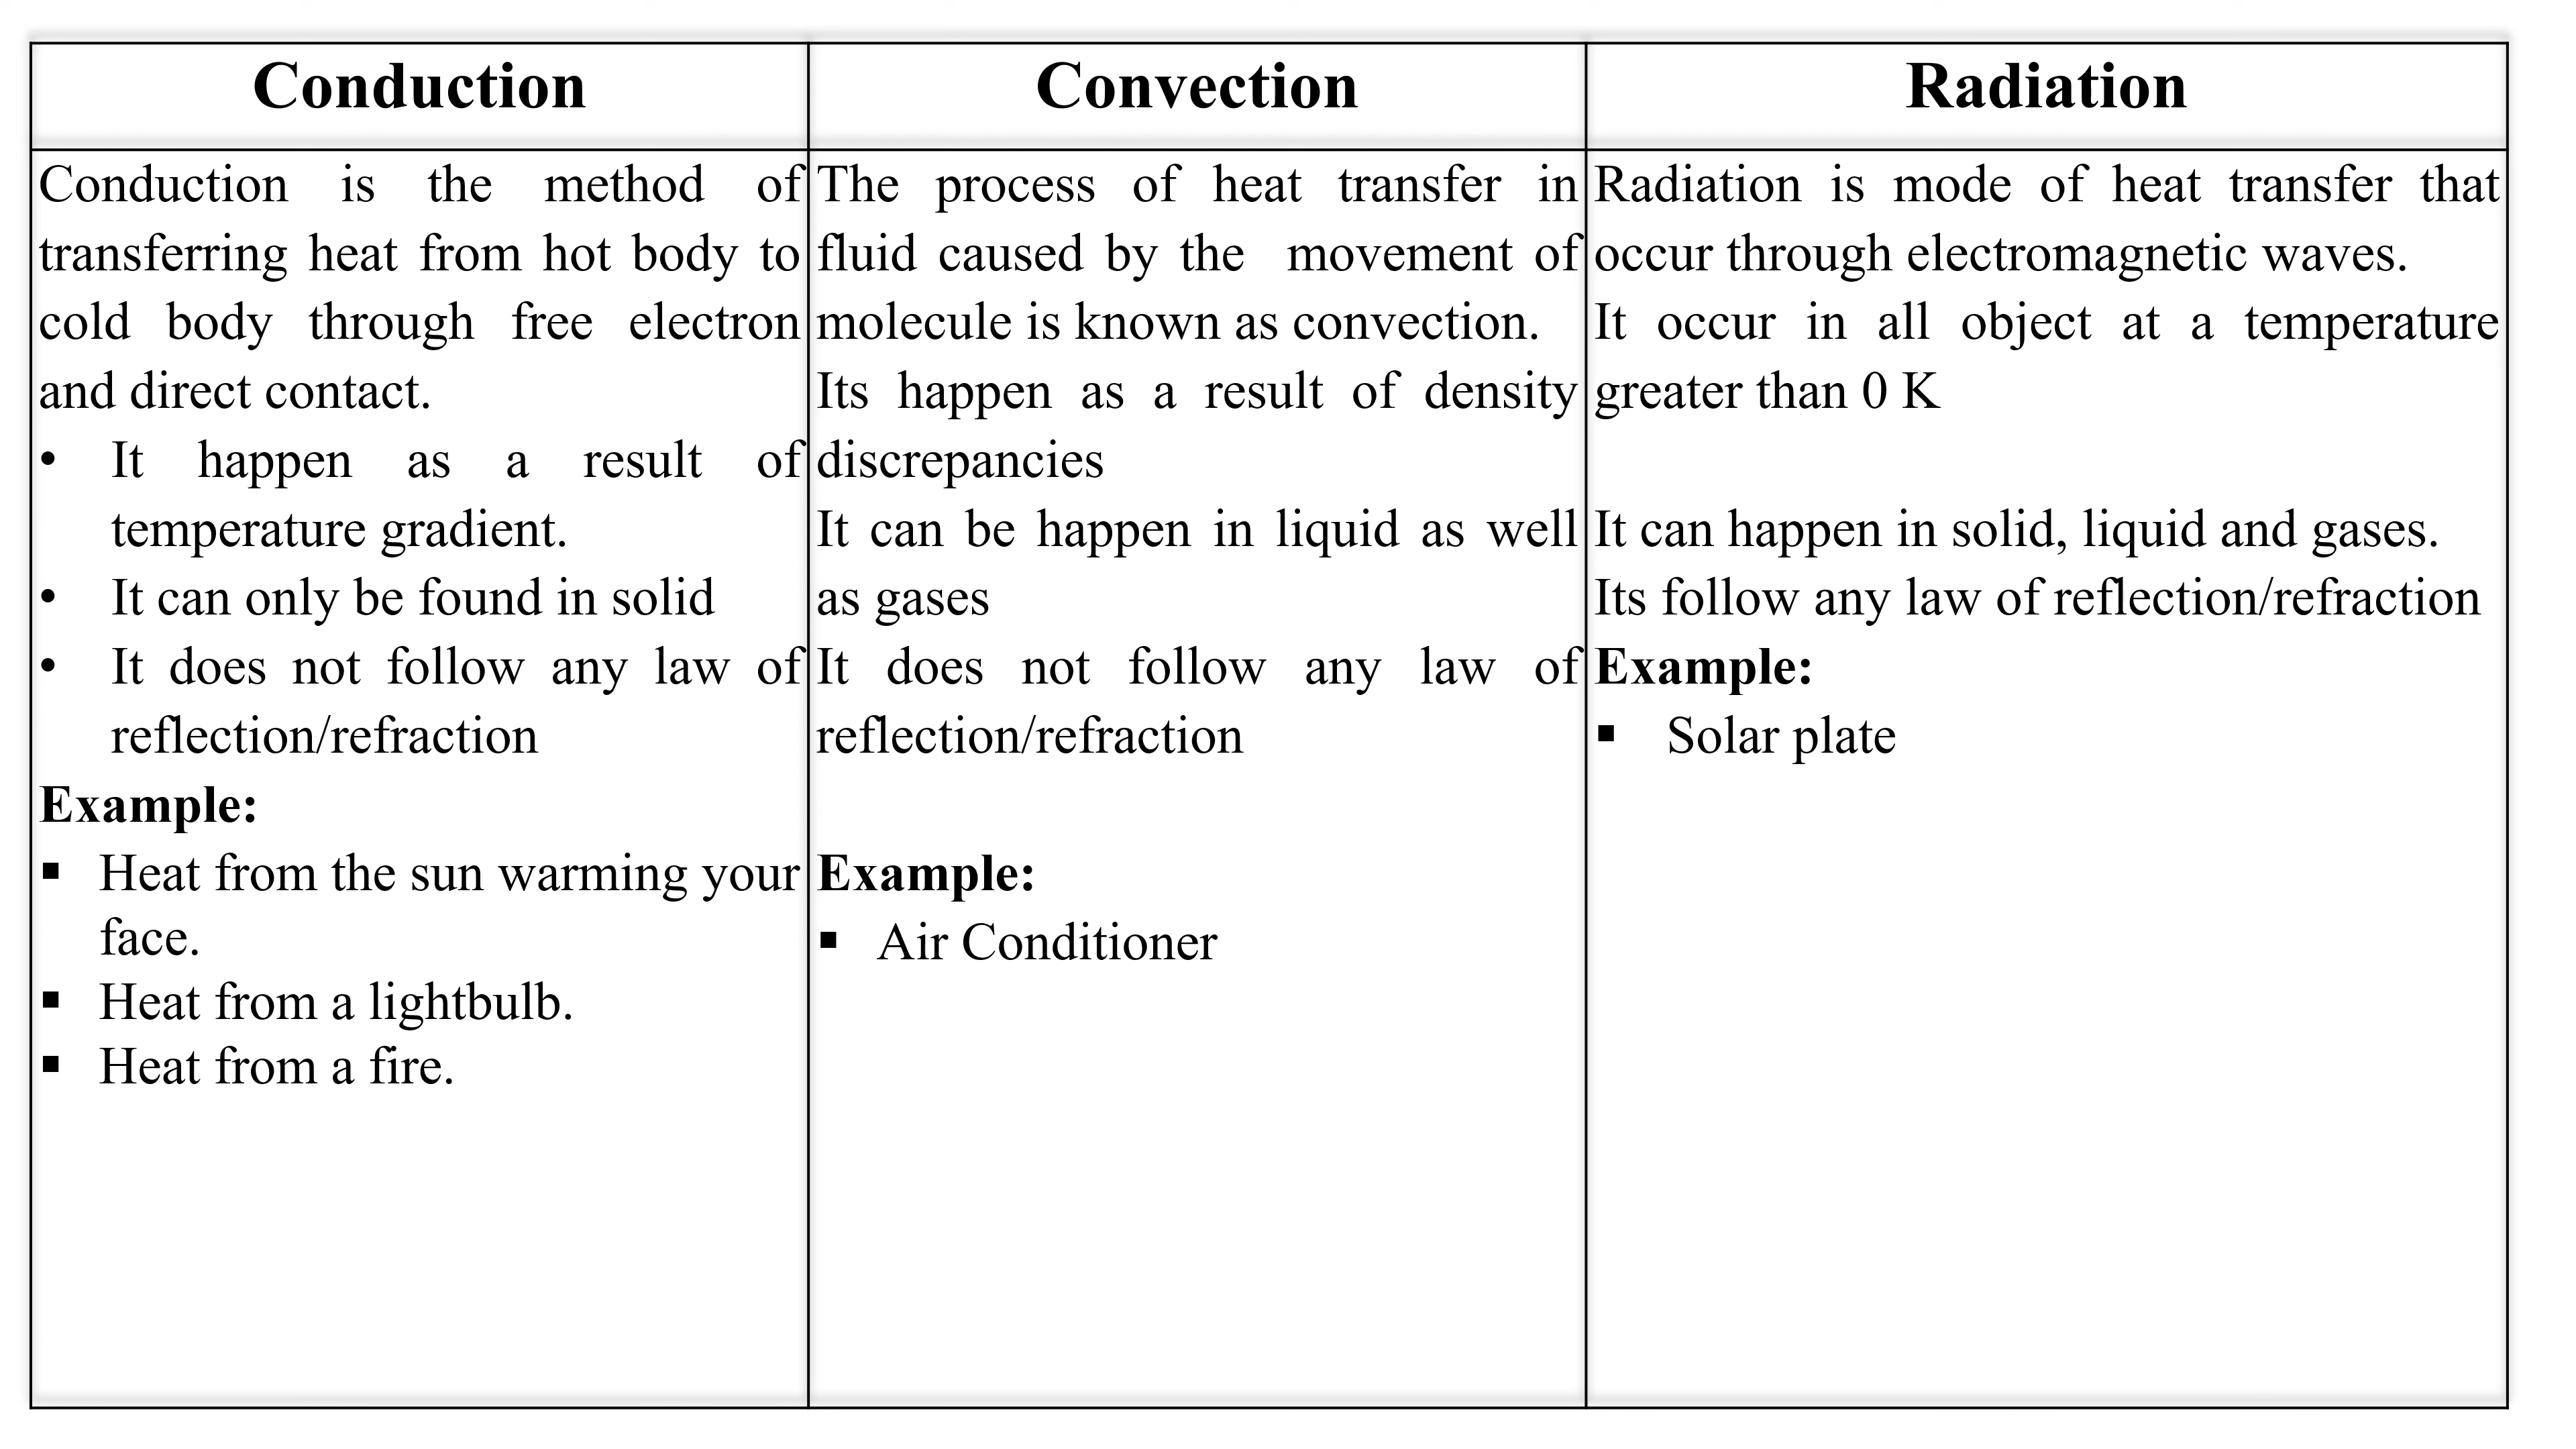 Conduction
Conduction is the method of
transferring heat from hot body to
cold body through free electron
and direct contact.
• It happen as a result of
temperature gradient.
• It can only be found in solid
• It does not follow any law of
reflection/refraction
Example:
▪ Heat from the sun warming your
face.
▪ Heat from a lightbulb.
▪ Heat from a fire.
Convection
The process of heat transfer in
fluid caused by the movement of
molecule is known as convection.
Its happen as a result of density
discrepancies
It can be happen in liquid as well
as gases
It does not follow any law of
reflection/refraction
Example:
▪ Air Conditioner
Radiation
Radiation is mode of heat transfer that
occur through electromagnetic waves.
It occur in all object at a temperature
greater than 0 K
It can happen in solid, liquid and gases.
Its follow any law of reflection/refraction
Example:
▪ Solar plate